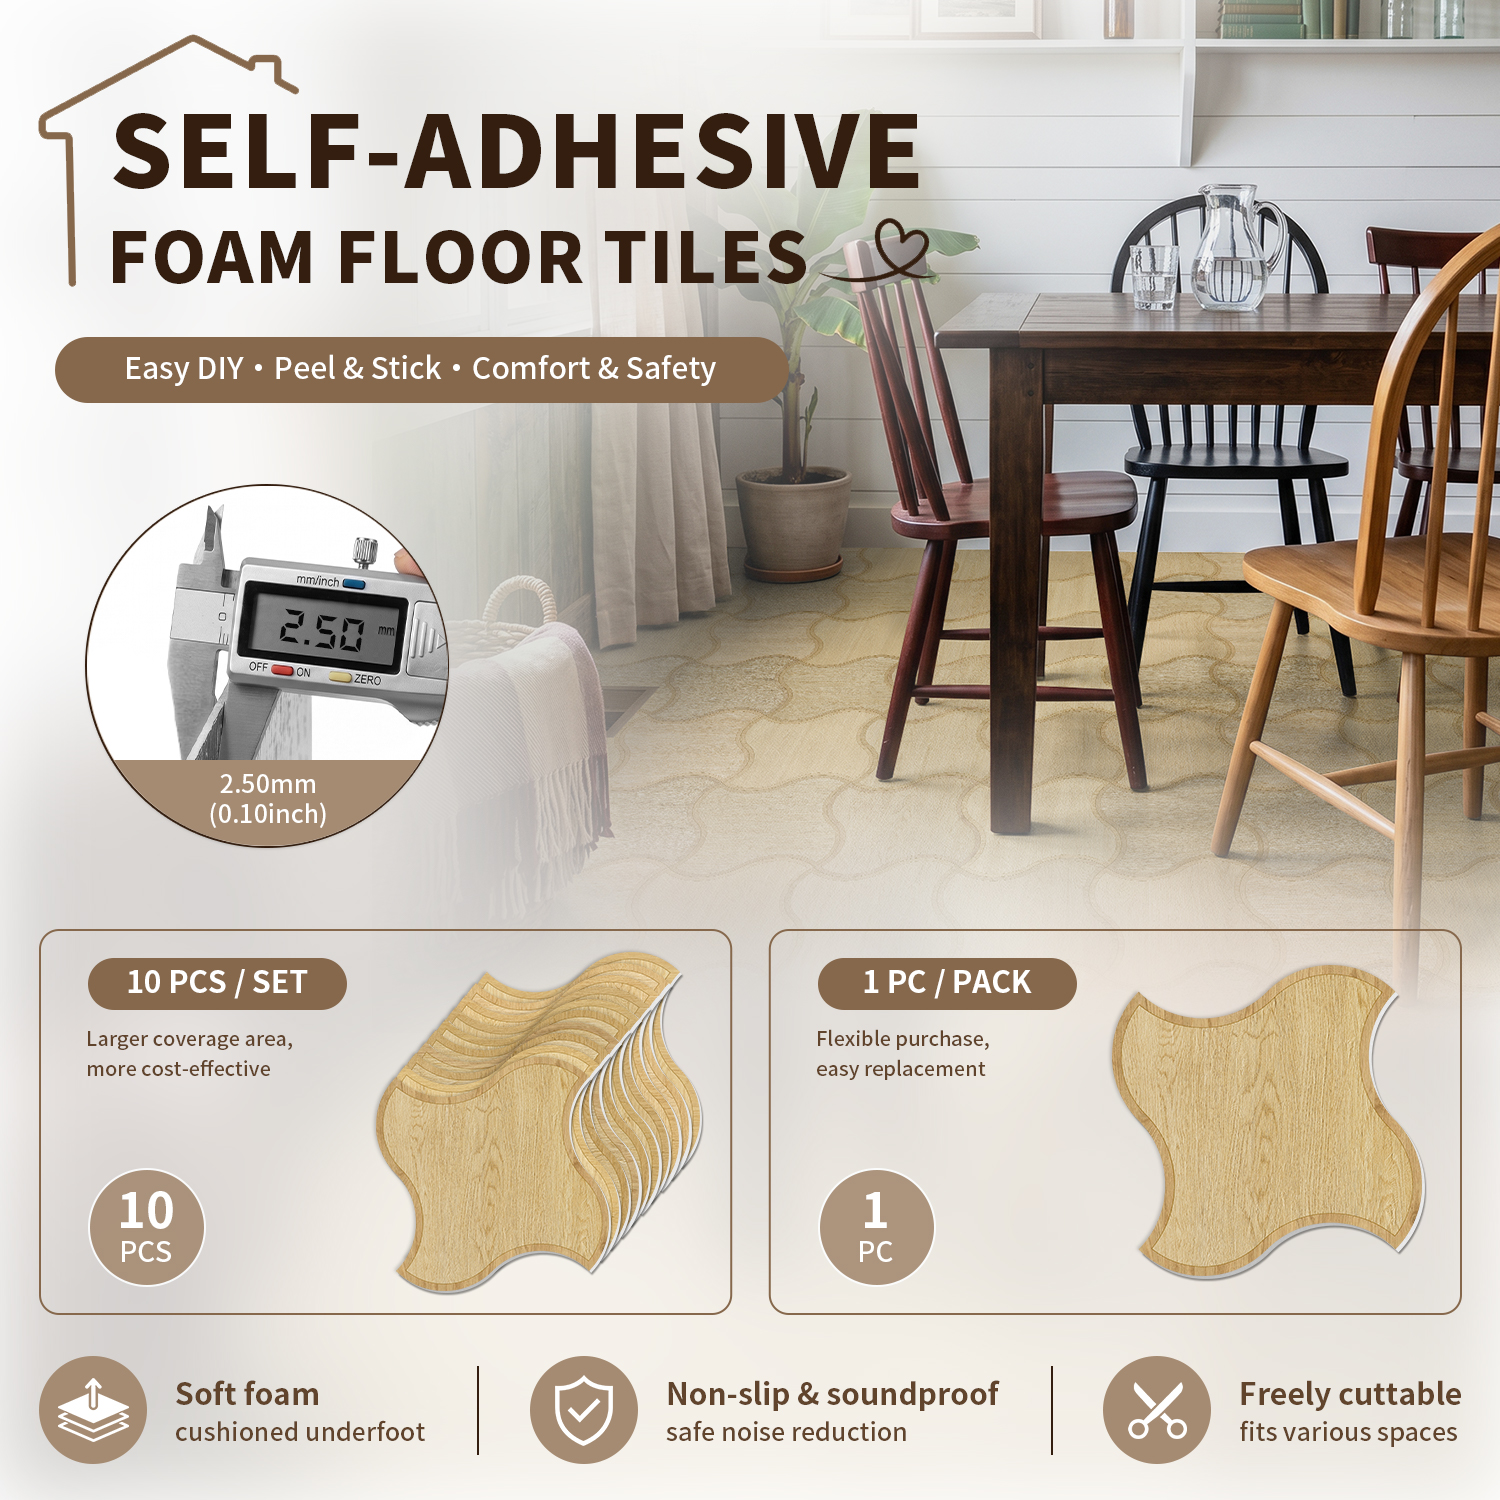 SELF-ADHESIVE
FOAM FLOOR TILES
Easy DIY • Peel & Stick • Comfort & Safety
mm/inch
0
2.50 mm
OFF ON ZERO
2.50mm
(0.10inch)
10 PCS / SET
Larger coverage area,
more cost-effective
10
PCS
1 PC / PACK
Flexible purchase,
easy replacement
1
PC
Soft foam
cushioned underfoot
Non-slip & soundproof
safe noise reduction
Freely cuttable
fits various spaces